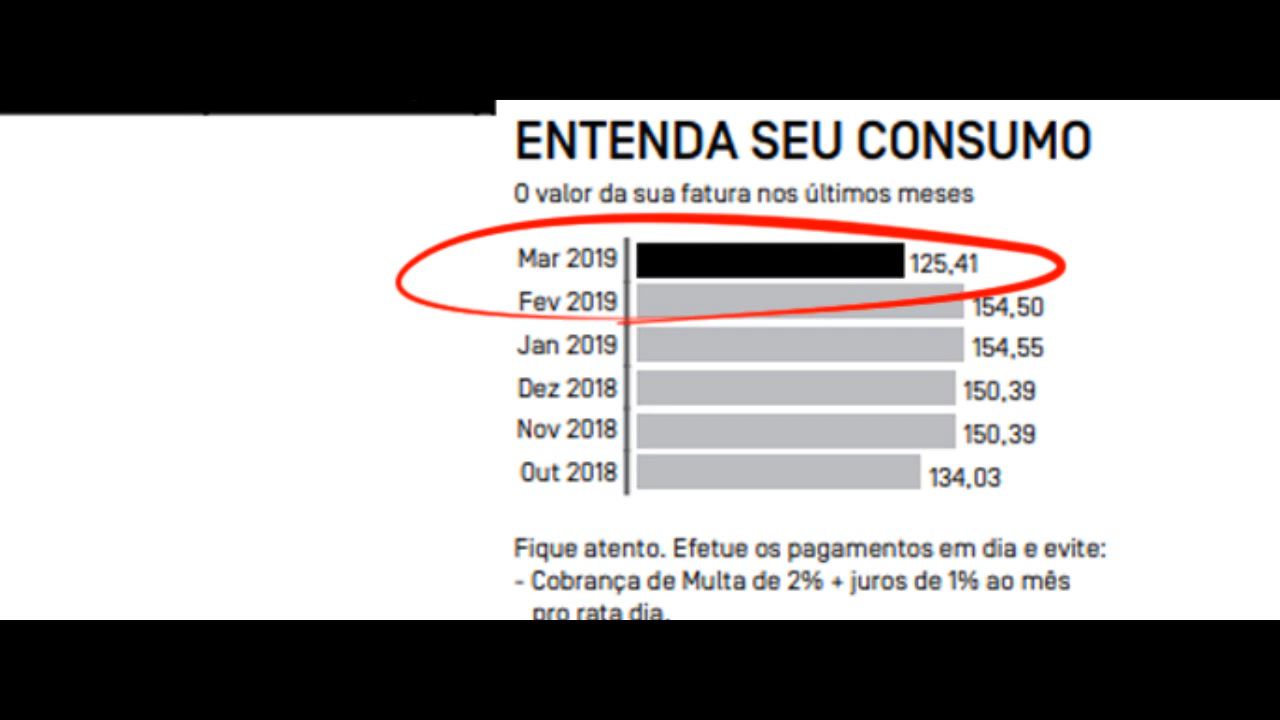 ENTENDA SEU CONSUMO
O valor da sua fatura nos últimos meses
Mar 2019 125,41
Fev 2019 154,50
Jan 2019 154,55
Dez 2018 150,39
Nov 2018 150,39
Out 2018 134,03
Fique atento. Efetue os pagamentos em dia e evite:
- Cobrança de Multa de 2% + juros de 1% ao mês
pro rata dia.